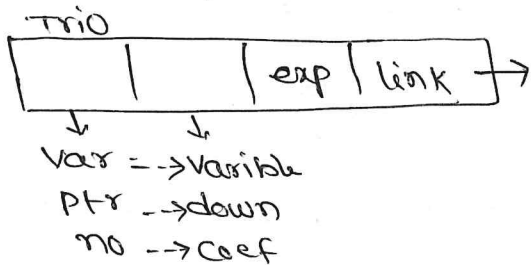 Trio
exp link
Var = --> Varible
Ptr --> down
no --> Coef